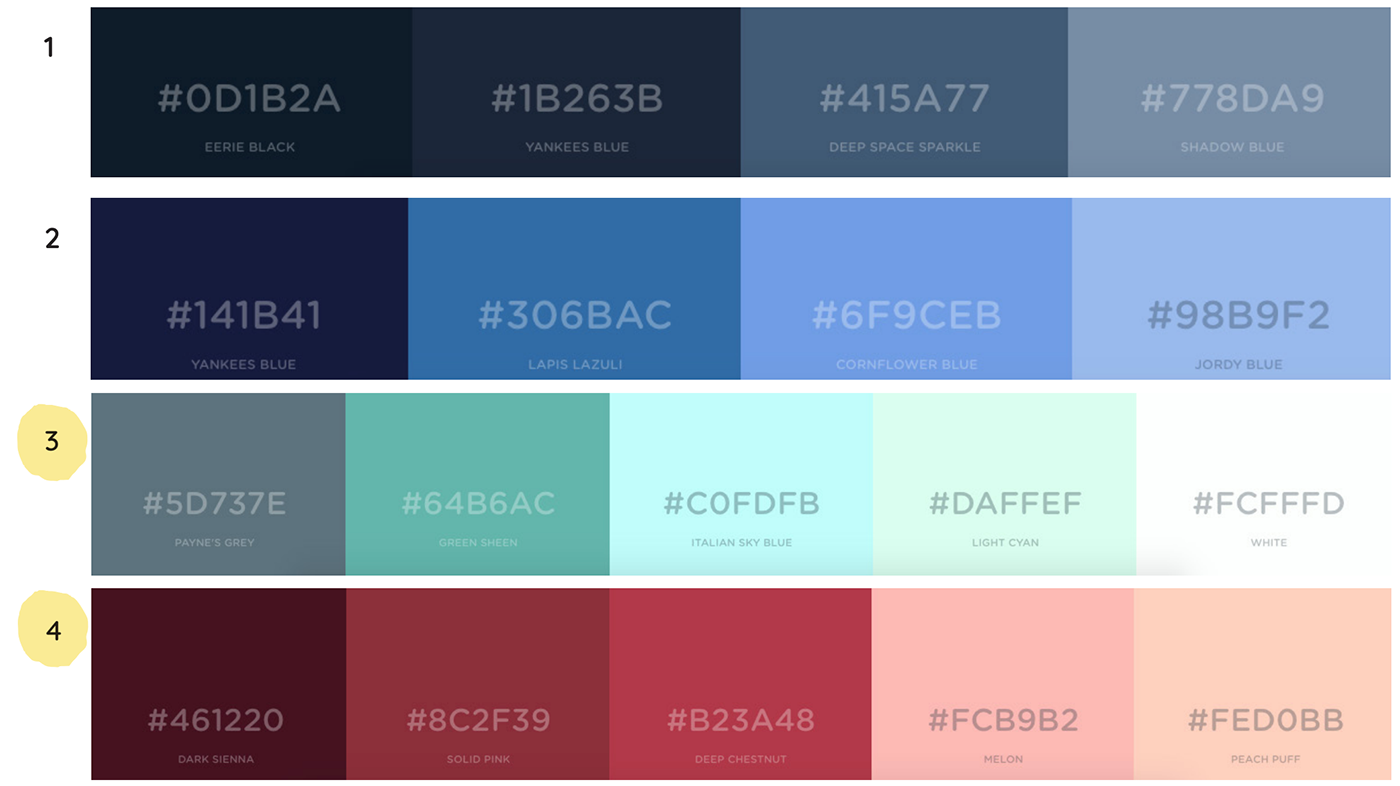 1
#0D1B2A #1B263B #415A77 #778DA9
EERIE BLACK YANKEES BLUE DEEP SPACE SPARKLE SHADOW BLUE
2
#141B41 #306BAC #6F9CEB #98B9F2
YANKEES BLUE LAPIS LAZULI CORNFLOWER BLUE JORDY BLUE
3
#5D737E #64B6AC #C0FDFB #DAFFEF #FCFFFD
PAYNE'S GREY GREEN SHEEN ITALIAN SKY BLUE LIGHT CYAN WHITE
4
#461220 #8C2F39 #B23A48 #FCB9B2 #FED0BB
DARK SIENNA SOLID PINK DEEP CHESTNUT MELON PEACH PUFF